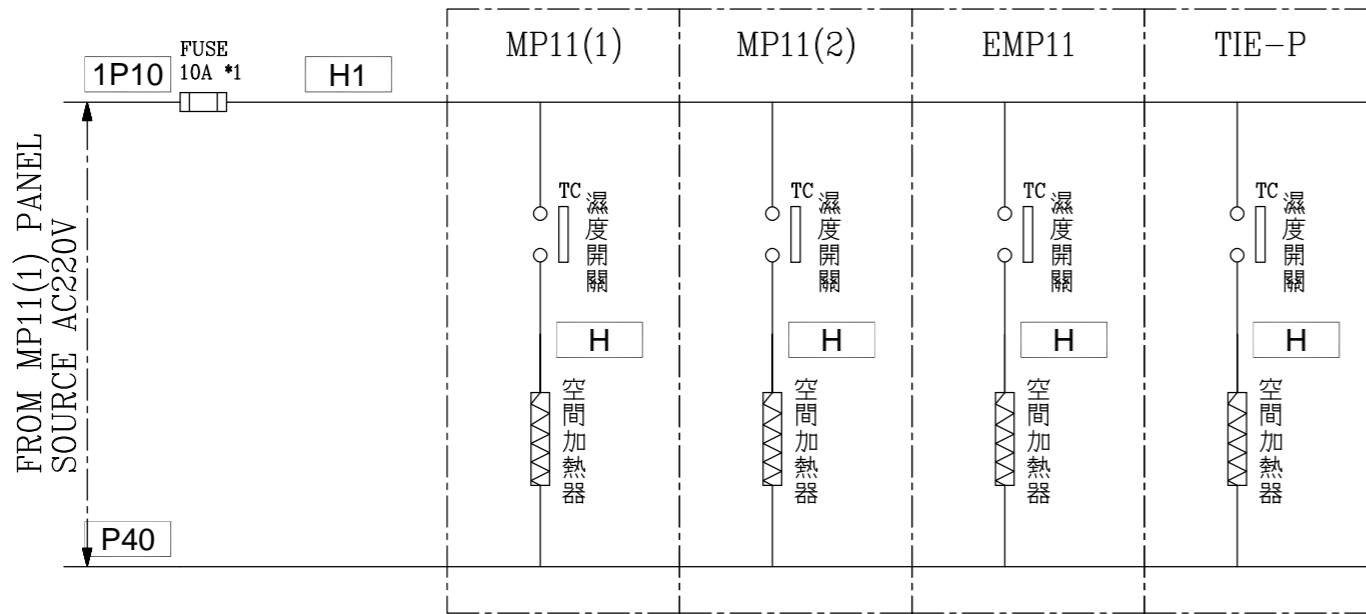 MP11(1)
MP11(2)
EMP11
TIE-P
FUSE
10A *1
1P10
H1
FROM MP11(1) PANEL
SOURCE AC220V
TC
濕度開關
TC
濕度開關
TC
濕度開關
TC
濕度開關
H
H
H
H
空間加熱器
空間加熱器
空間加熱器
空間加熱器
P40